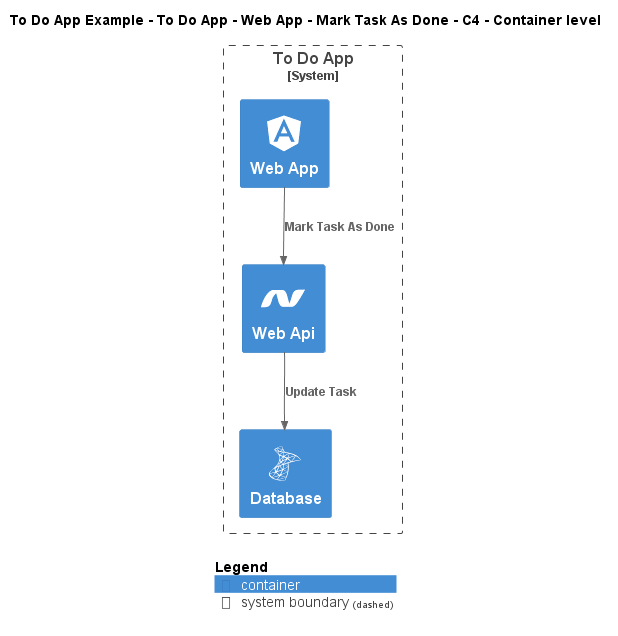 To Do App Example - To Do App - Web App - Mark Task As Done - C4 - Container level
To Do App
[System]
Web App
Mark Task As Done
Web Api
Update Task
Database
Legend
container
system boundary (dashed)